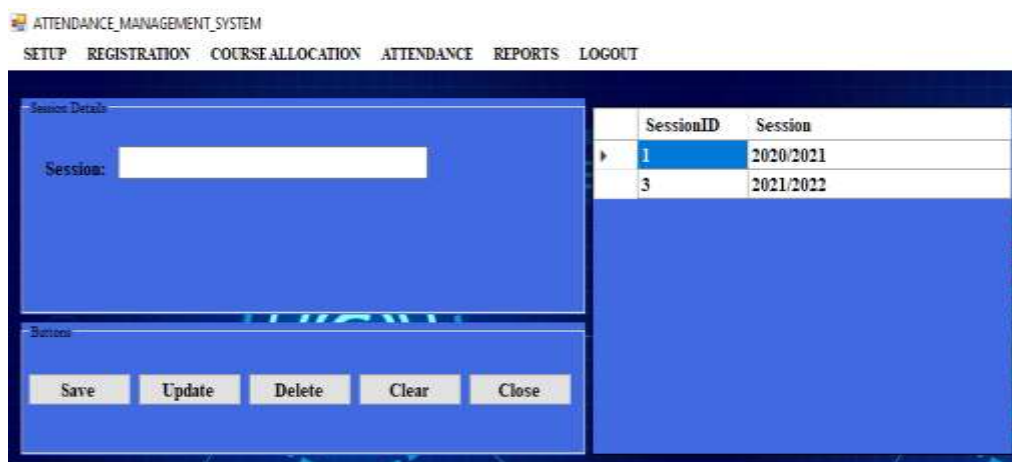 ATTENDANCE_MANAGEMENT_SYSTEM
SETUP REGISTRATION COURSE ALLOCATION ATTENDANCE REPORTS LOGOUT
Session Details
Session:
SessionID Session
1 2020/2021
3 2021/2022
Buttons
Save Update Delete Clear Close